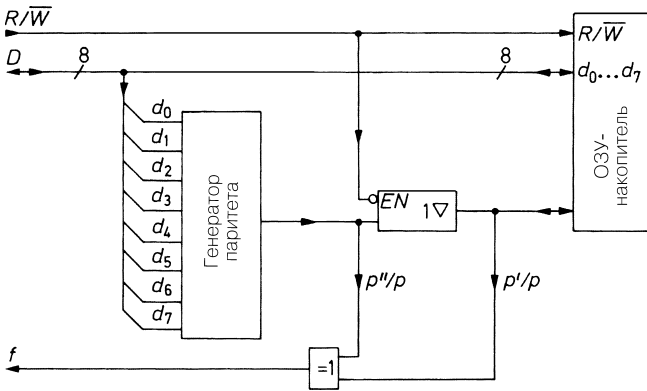 R/W̅
D
8
8
R/W̅
d₀...d₇
ОЗУ-
накопитель
d₀
d₁
d₂
d₃
d₄
d₅
d₆
d₇
Генератор
паритета
EN
1▽
p″/p
p′/p
=1
f